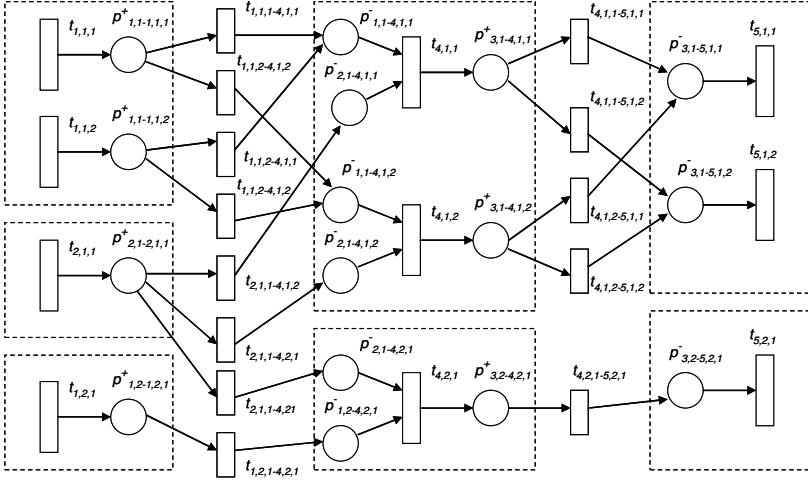 t1,1,1
p+1,1-1,1,1
t1,1,1-4,1,1
p-1,1-4,1,1
t4,1,1
p+3,1-4,1,1
t4,1,1-5,1,1
p-3,1-5,1,1
t5,1,1
t1,1,2-4,1,2
p-2,1-4,1,1
t4,1,1-5,1,2
t1,1,2
p+1,1-1,1,2
t1,1,2-4,1,1
t1,1,2-4,1,2
p-1,1-4,1,2
t4,1,2
p+3,1-4,1,2
t4,1,2-5,1,1
p-3,1-5,1,2
t5,1,2
t2,1,1
p+2,1-2,1,1
p-2,1-4,1,2
t2,1,1-4,1,2
t4,1,2-5,1,2
t2,1,1-4,2,1
p-2,1-4,2,1
t4,2,1
p+3,2-4,2,1
t4,2,1-5,2,1
p-3,2-5,2,1
t5,2,1
t1,2,1
p+1,2-1,2,1
t2,1,1-4,21
p-1,2-4,2,1
t1,2,1-4,2,1